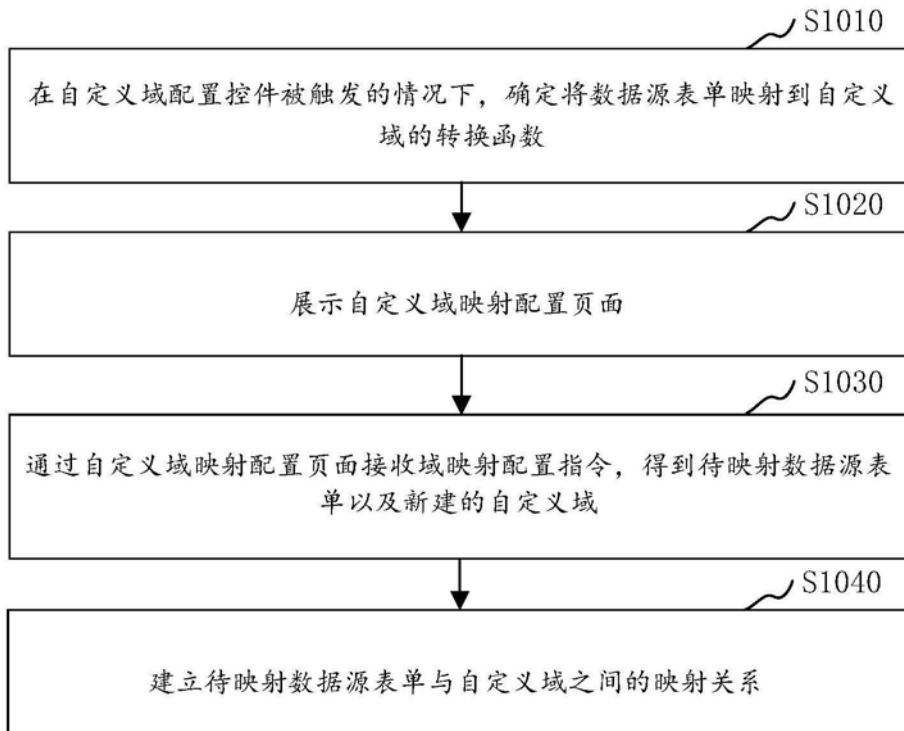 S1010
在自定义域配置控件被触发的情况下，确定将数据源表单映射到自定义
域的转换函数
S1020
展示自定义域映射配置页面
S1030
通过自定义域映射配置页面接收域映射配置指令，得到待映射数据源表
单以及新建的自定义域
S1040
建立待映射数据源表单与自定义域之间的映射关系